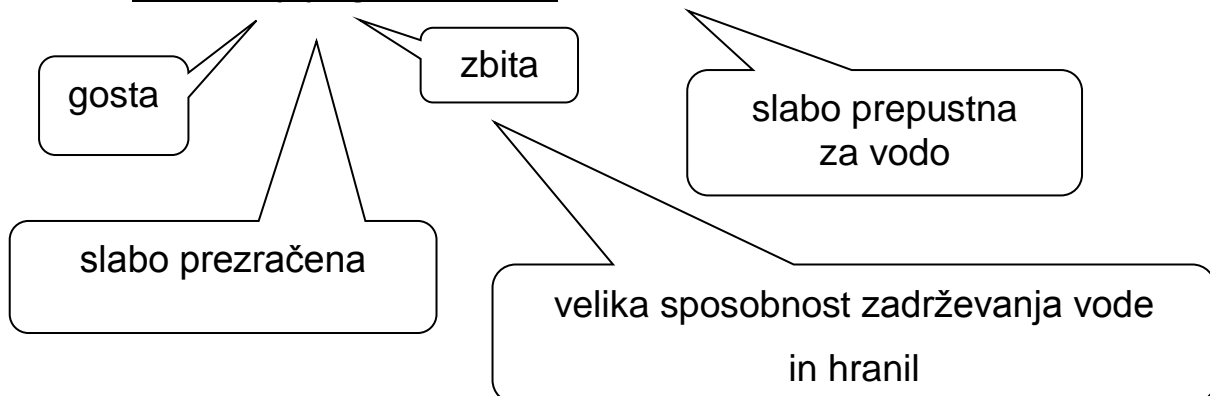 gosta
zbita
slabo prepustna
za vodo
slabo prezračena
velika sposobnost zadrževanja vode
in hranil